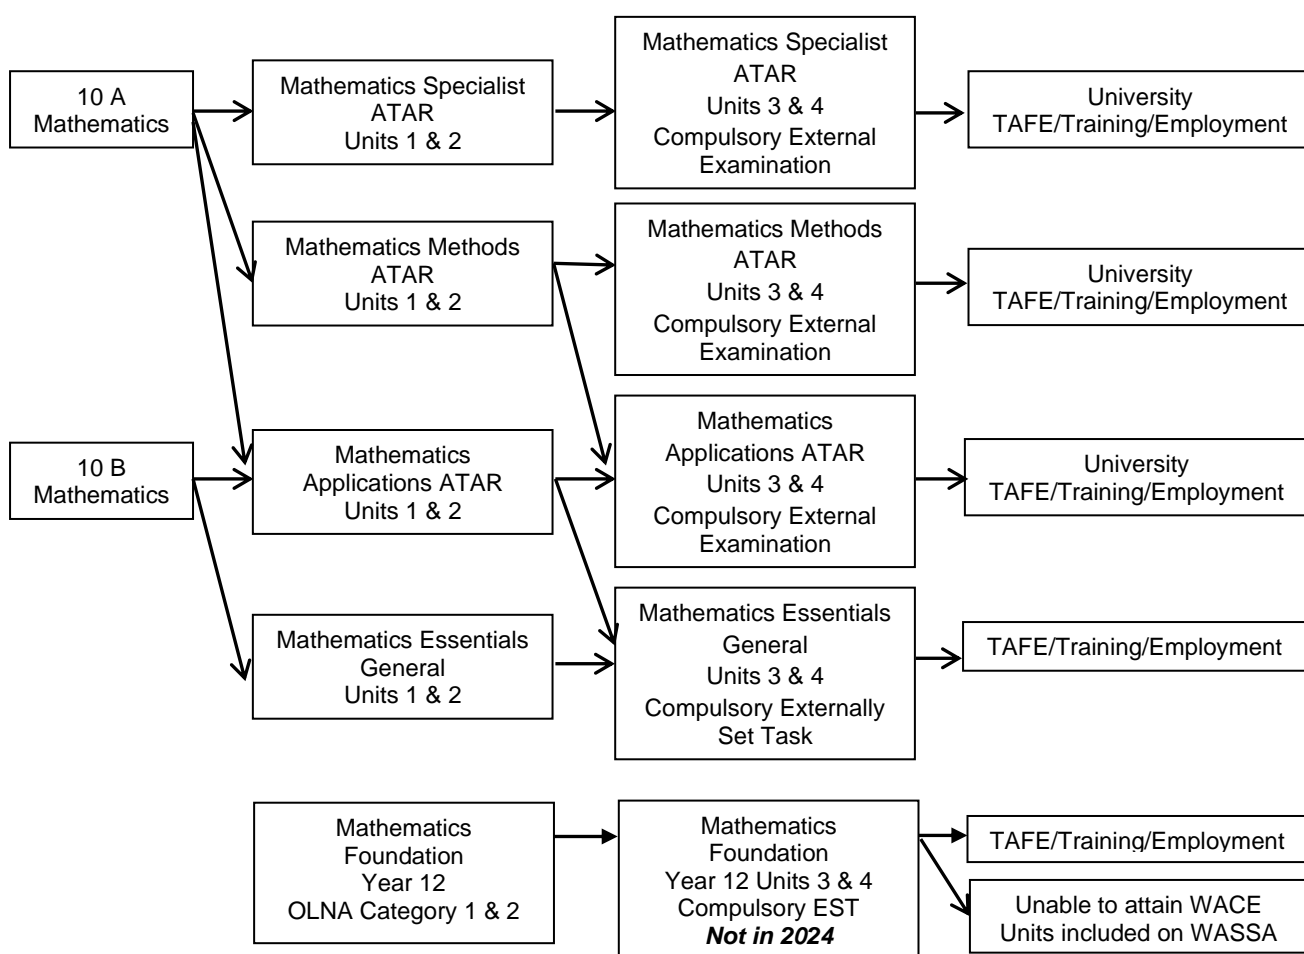 10 A
Mathematics
Mathematics Specialist
ATAR
Units 1 & 2
Mathematics Specialist
ATAR
Units 3 & 4
Compulsory External
Examination
University
TAFE/Training/Employment
Mathematics Methods
ATAR
Units 1 & 2
Mathematics Methods
ATAR
Units 3 & 4
Compulsory External
Examination
University
TAFE/Training/Employment
10 B
Mathematics
Mathematics
Applications ATAR
Units 1 & 2
Mathematics
Applications ATAR
Units 3 & 4
Compulsory External
Examination
University
TAFE/Training/Employment
Mathematics Essentials
General
Units 1 & 2
Mathematics Essentials
General
Units 3 & 4
Compulsory Externally
Set Task
TAFE/Training/Employment
Mathematics
Foundation
Year 12
OLNA Category 1 & 2
Mathematics
Foundation
Year 12 Units 3 & 4
Compulsory EST
Not in 2024
TAFE/Training/Employment
Unable to attain WACE
Units included on WASSA